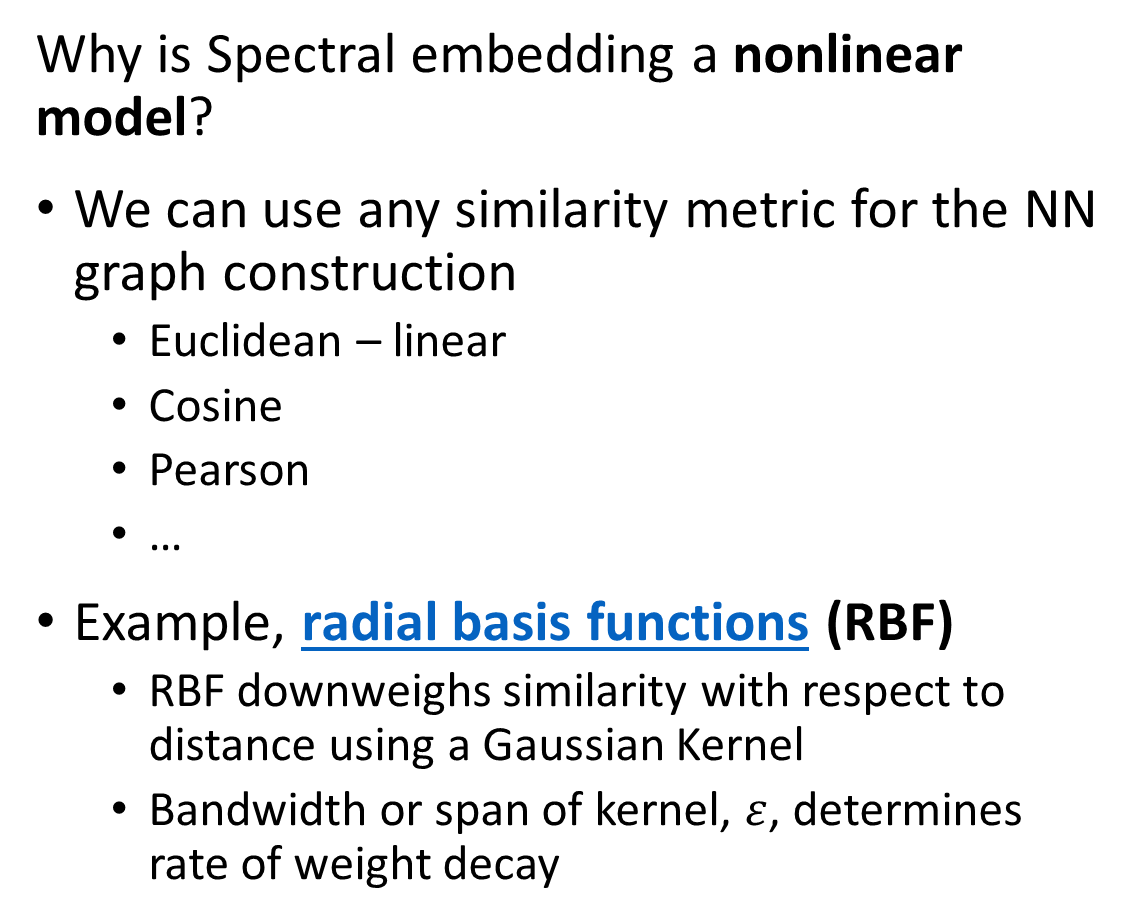 Why is Spectral embedding a nonlinear
model?
• We can use any similarity metric for the NN
graph construction
• Euclidean – linear
• Cosine
• Pearson
• …
• Example, radial basis functions (RBF)
• RBF downweighs similarity with respect to
distance using a Gaussian Kernel
• Bandwidth or span of kernel, 𝜀, determines
rate of weight decay